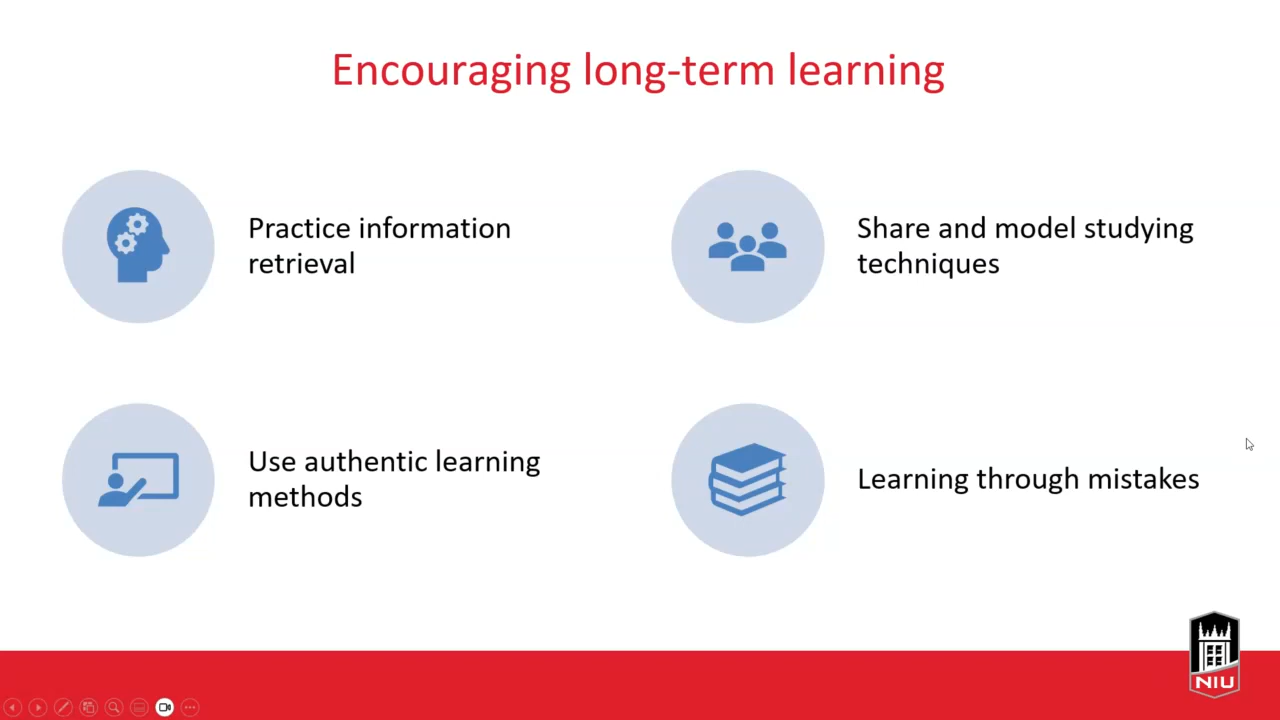 Encouraging long-term learning
Practice information
retrieval
Share and model studying
techniques
Use authentic learning
methods
Learning through mistakes
NIU